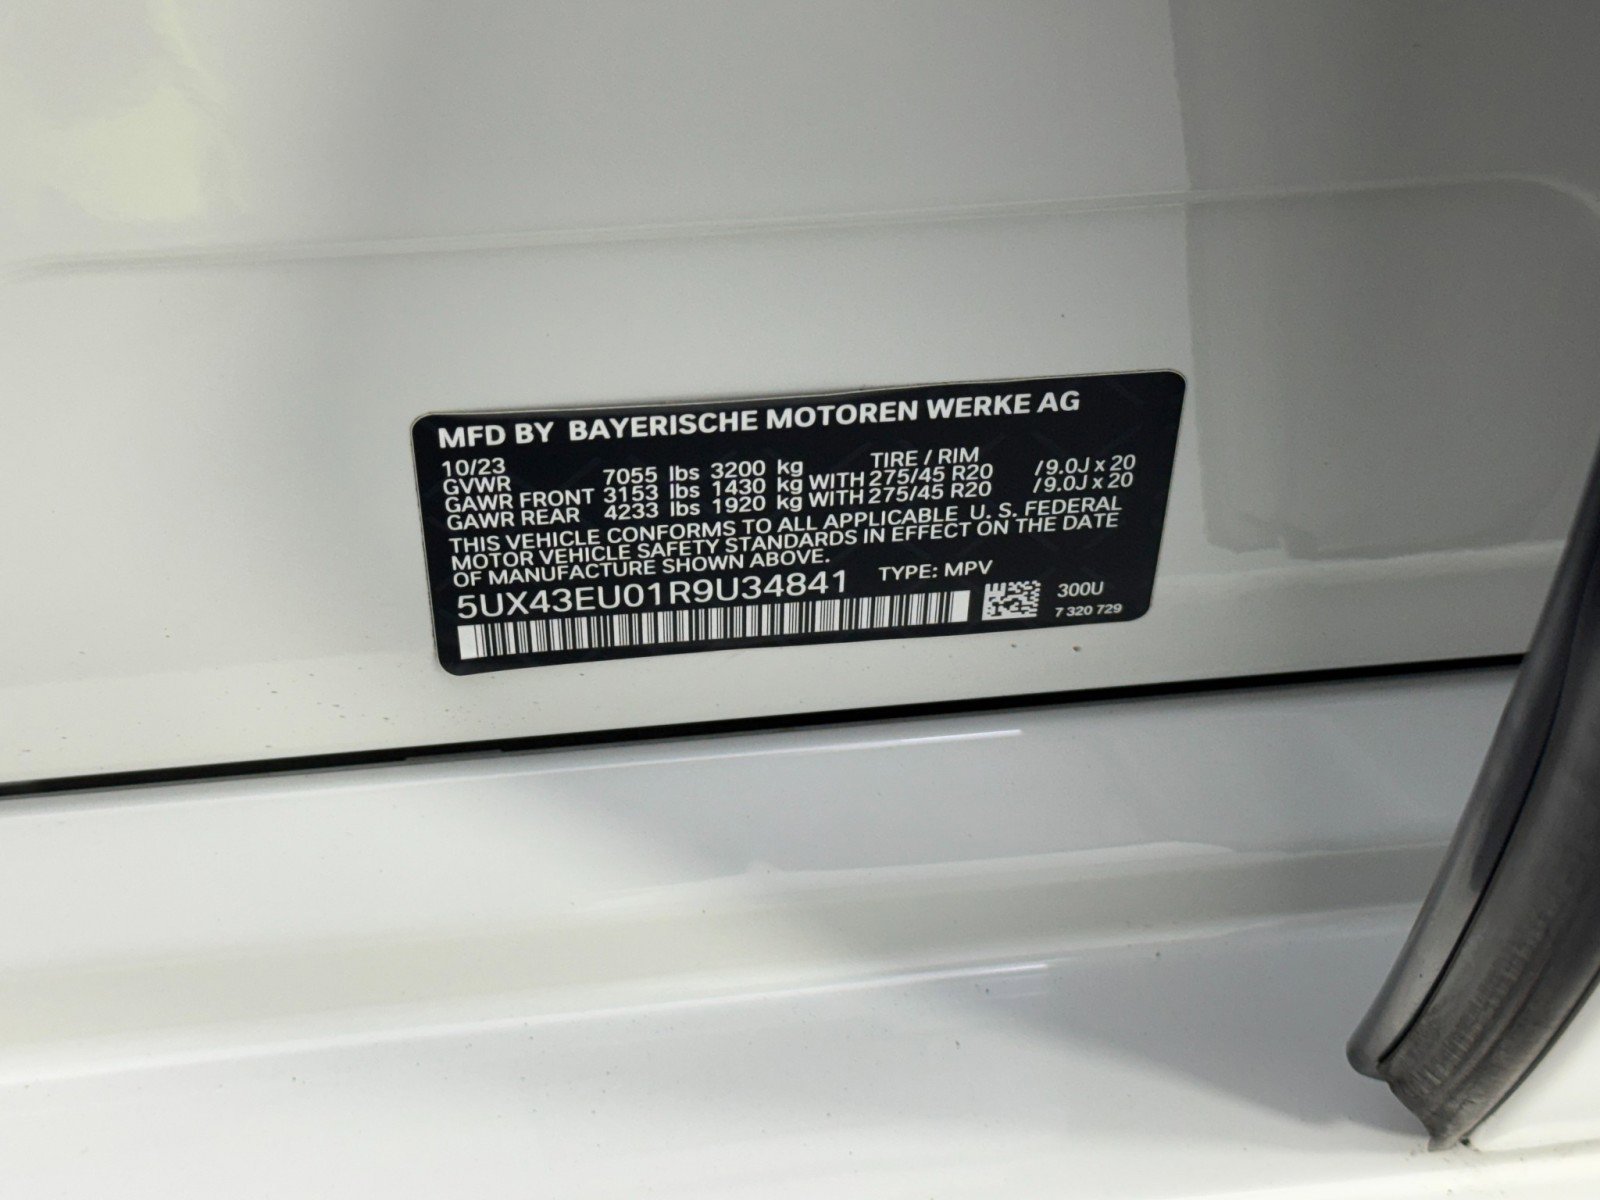 MFD BY BAYERISCHE MOTOREN WERKE AG
10/23 TIRE / RIM
GVWR 7055 lbs 3200 kg
GAWR FRONT 3153 lbs 1430 kg WITH 275/45 R20 /9.0J x 20
GAWR REAR 4233 lbs 1920 kg WITH 275/45 R20 /9.0J x 20
THIS VEHICLE CONFORMS TO ALL APPLICABLE U. S. FEDERAL
MOTOR VEHICLE SAFETY STANDARDS IN EFFECT ON THE DATE
OF MANUFACTURE SHOWN ABOVE.
5UX43EU01R9U34841 TYPE: MPV
300U
7 320 729